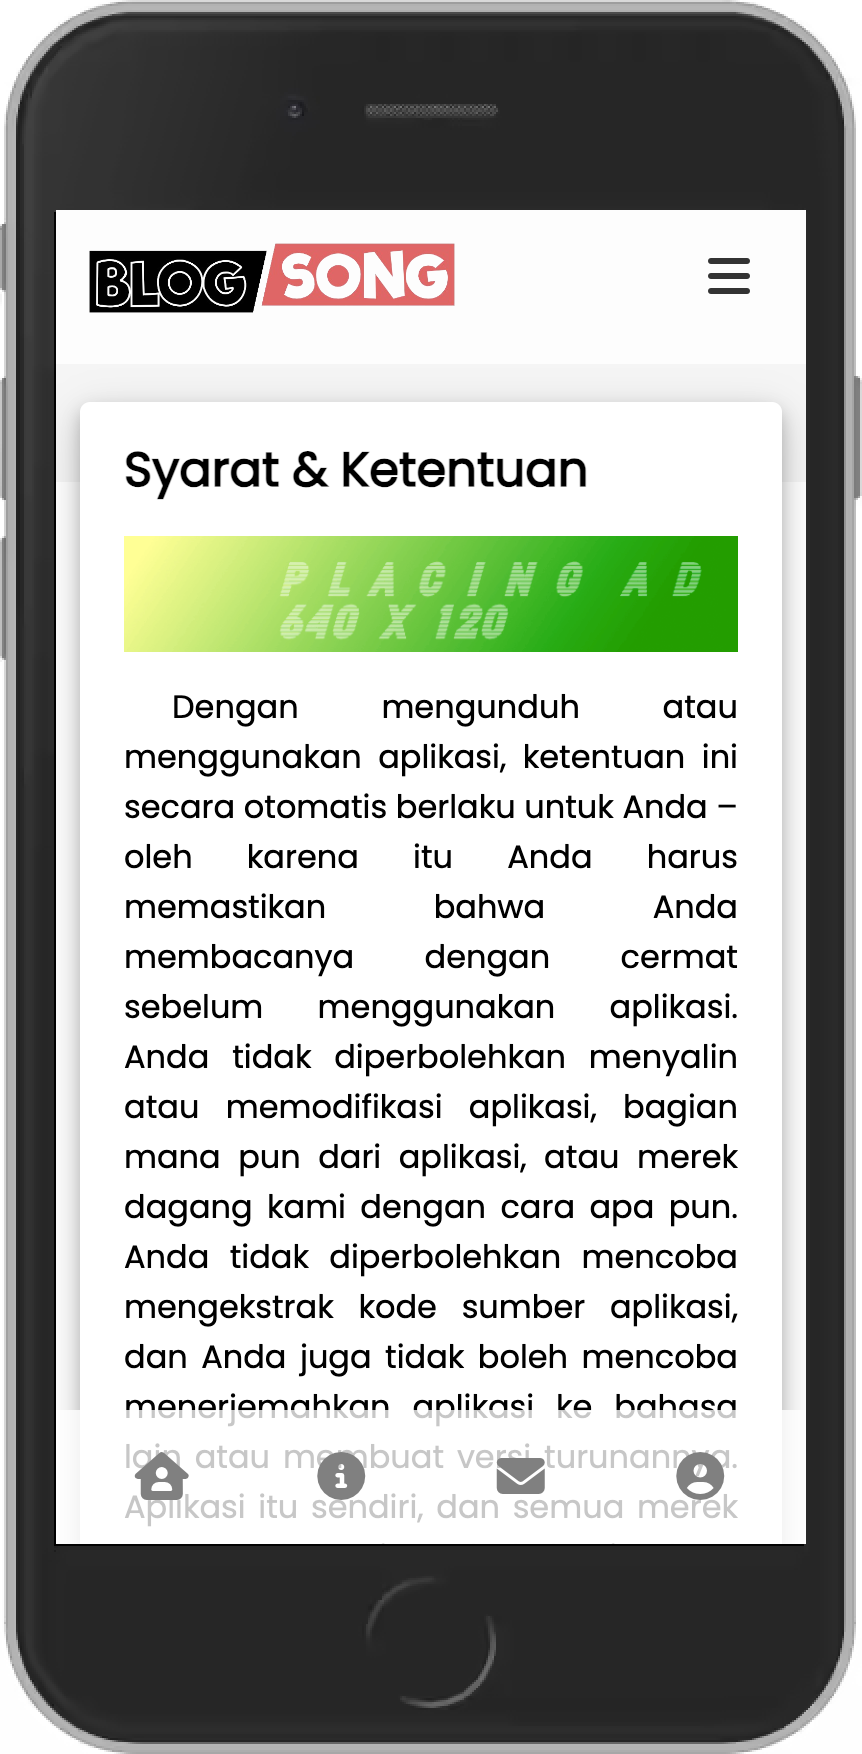 BLOG SONG
Syarat & Ketentuan
PLACING AD
640 X 120
Dengan mengunduh atau
menggunakan aplikasi, ketentuan ini
secara otomatis berlaku untuk Anda –
oleh karena itu Anda harus
memastikan bahwa Anda
membacanya dengan cermat
sebelum menggunakan aplikasi.
Anda tidak diperbolehkan menyalin
atau memodifikasi aplikasi, bagian
mana pun dari aplikasi, atau merek
dagang kami dengan cara apa pun.
Anda tidak diperbolehkan mencoba
mengekstrak kode sumber aplikasi,
dan Anda juga tidak boleh mencoba
menerjemahkan aplikasi ke bahasa
lain atau membuat versi turunannya.
Aplikasi itu sendiri, dan semua merek